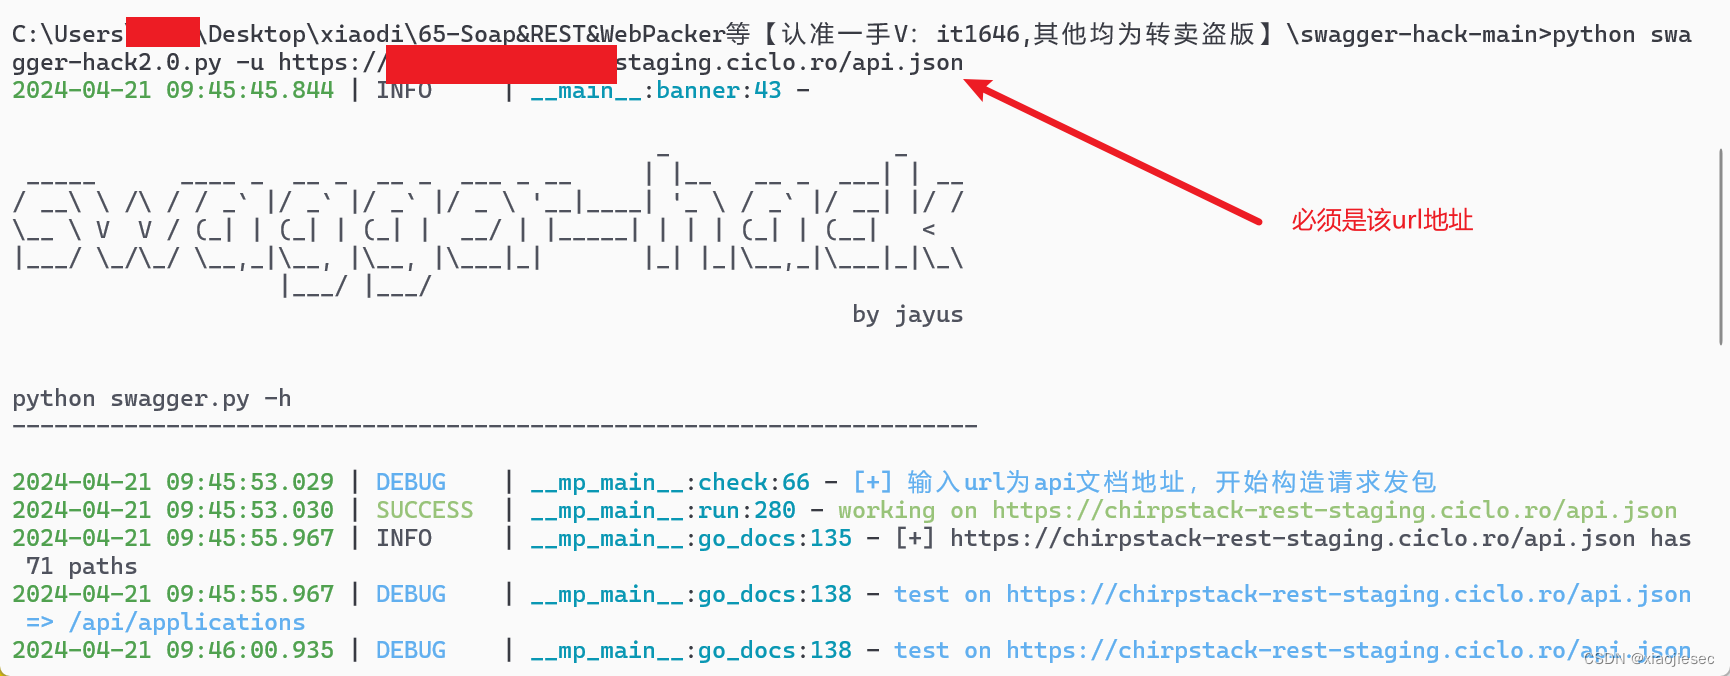 C:\Users\Desktop\xiaodi\65-Soap&REST&WebPacker等【认准一手V: it1646,其他均为转卖盗版】\swagger-hack-main>python swa
gger-hack2.0.py -u https://staging.ciclo.ro/api.json
2024-04-21 09:45:45.844 | INFO     | __main__:banner:43 -
必须是该url地址
by jayus
python swagger.py -h
---------------------------------------------------------------------
2024-04-21 09:45:53.029 | DEBUG    | __mp_main__:check:66 - [+] 输入url为api文档地址，开始构造请求发包
2024-04-21 09:45:53.030 | SUCCESS  | __mp_main__:run:280 - working on https://chirpstack-rest-staging.ciclo.ro/api.json
2024-04-21 09:45:55.967 | INFO     | __mp_main__:go_docs:135 - [+] https://chirpstack-rest-staging.ciclo.ro/api.json has
71 paths
2024-04-21 09:45:55.967 | DEBUG    | __mp_main__:go_docs:138 - test on https://chirpstack-rest-staging.ciclo.ro/api.json
=> /api/applications
2024-04-21 09:46:00.935 | DEBUG    | __mp_main__:go_docs:138 - test on https://chirpstack-rest-staging.ciclo.ro/api.json
CSDN @xiaojiesec